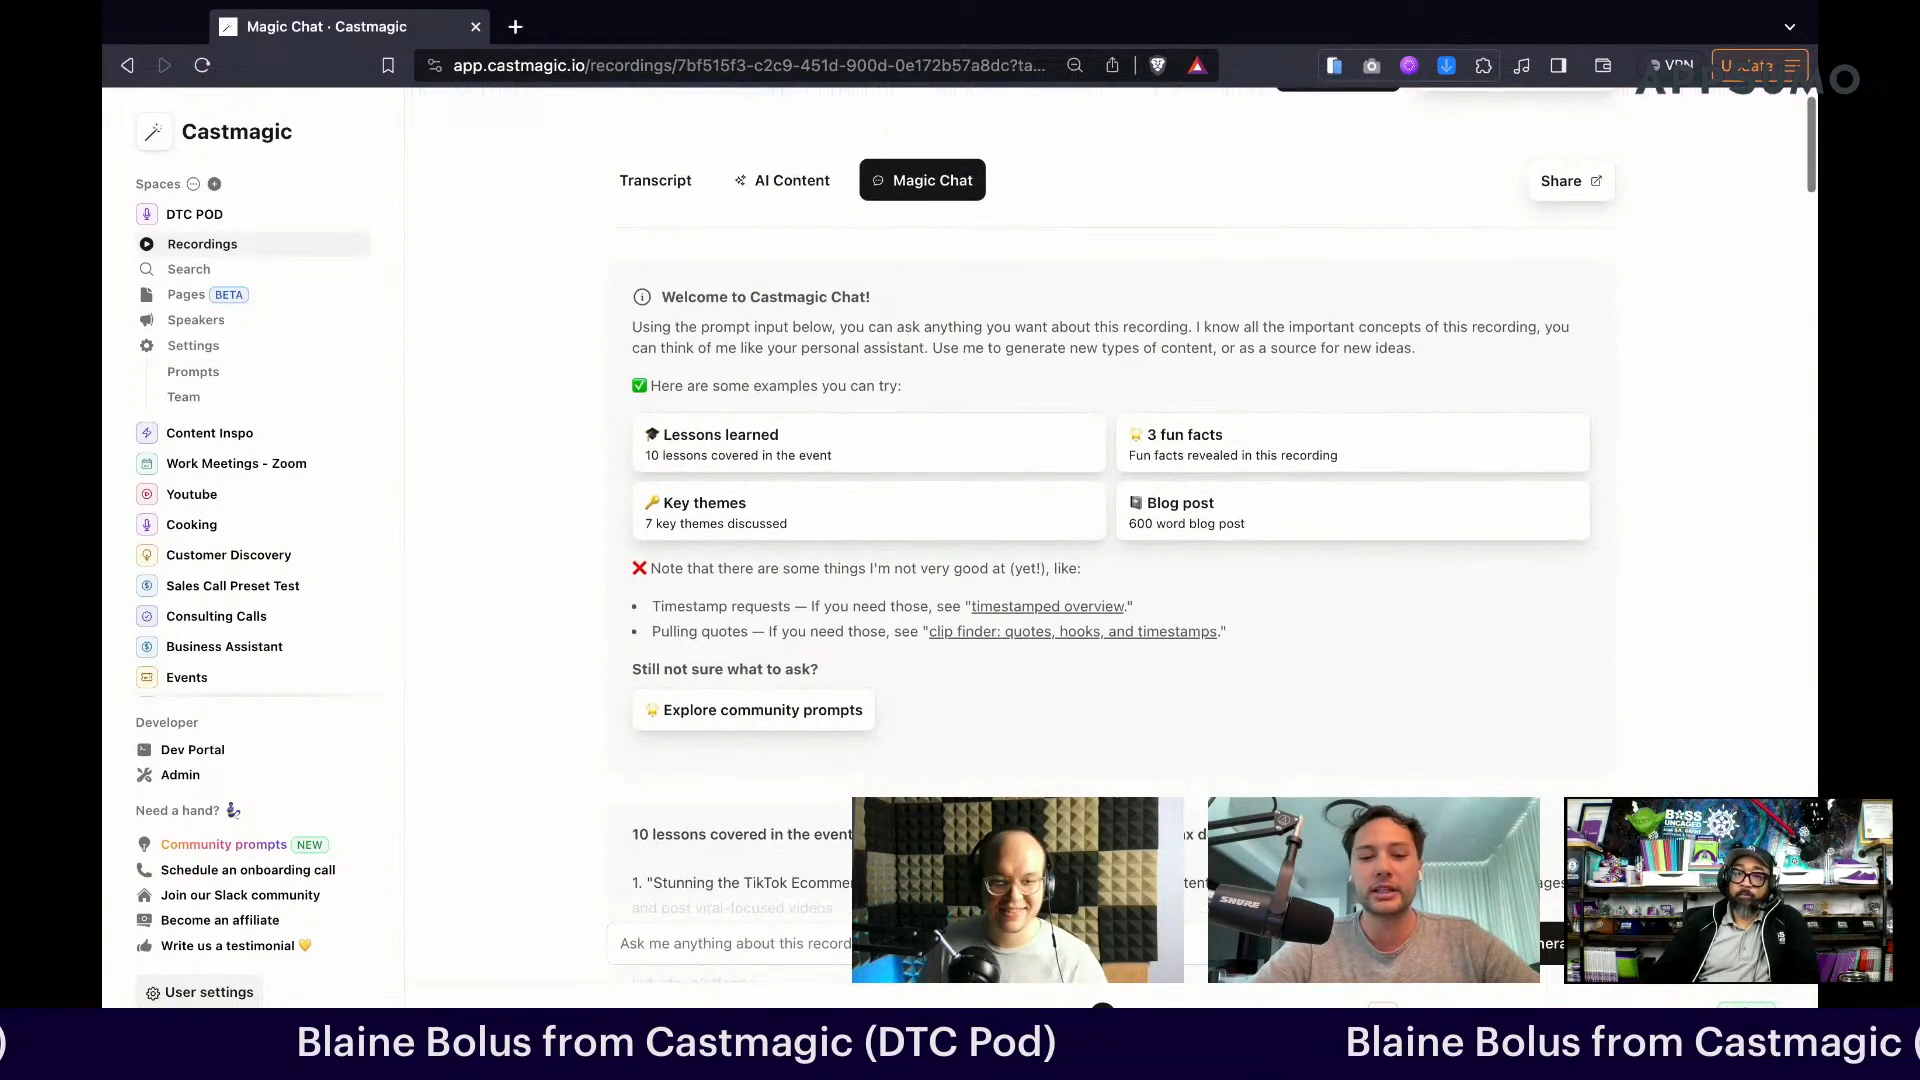 Magic Chat · Castmagic
app.castmagic.io/recordings/7bf515f3-c2c9-451d-900d-0e172b57a8dc?ta...
VPN
Update
APPSUMO
Castmagic
Transcript
AI Content
Magic Chat
Share
Spaces
DTC POD
Recordings
Search
Pages BETA
Speakers
Settings
Prompts
Team
Content Inspo
Work Meetings - Zoom
Youtube
Cooking
Customer Discovery
Sales Call Preset Test
Consulting Calls
Business Assistant
Events
Developer
Dev Portal
Admin
Need a hand?
Community prompts NEW
Schedule an onboarding call
Join our Slack community
Become an affiliate
Write us a testimonial 💛
User settings
Welcome to Castmagic Chat!
Using the prompt input below, you can ask anything you want about this recording. I know all the important concepts of this recording, you
can think of me like your personal assistant. Use me to generate new types of content, or as a source for new ideas.
✅ Here are some examples you can try:
🎓 Lessons learned
10 lessons covered in the event
🌟 3 fun facts
Fun facts revealed in this recording
🔑 Key themes
7 key themes discussed
📓 Blog post
600 word blog post
❌ Note that there are some things I'm not very good at (yet!), like:
• Timestamp requests — If you need those, see "timestamped overview."
• Pulling quotes — If you need those, see "clip finder: quotes, hooks, and timestamps."
Still not sure what to ask?
🌟 Explore community prompts
10 lessons covered in the event
1. "Stunning the TikTok Ecommer
and post viral-focused videos
Ask me anything about this record
SHURE
BOSS
UNCAGED
Blaine Bolus from Castmagic (DTC Pod)
Blaine Bolus from Castmagic (